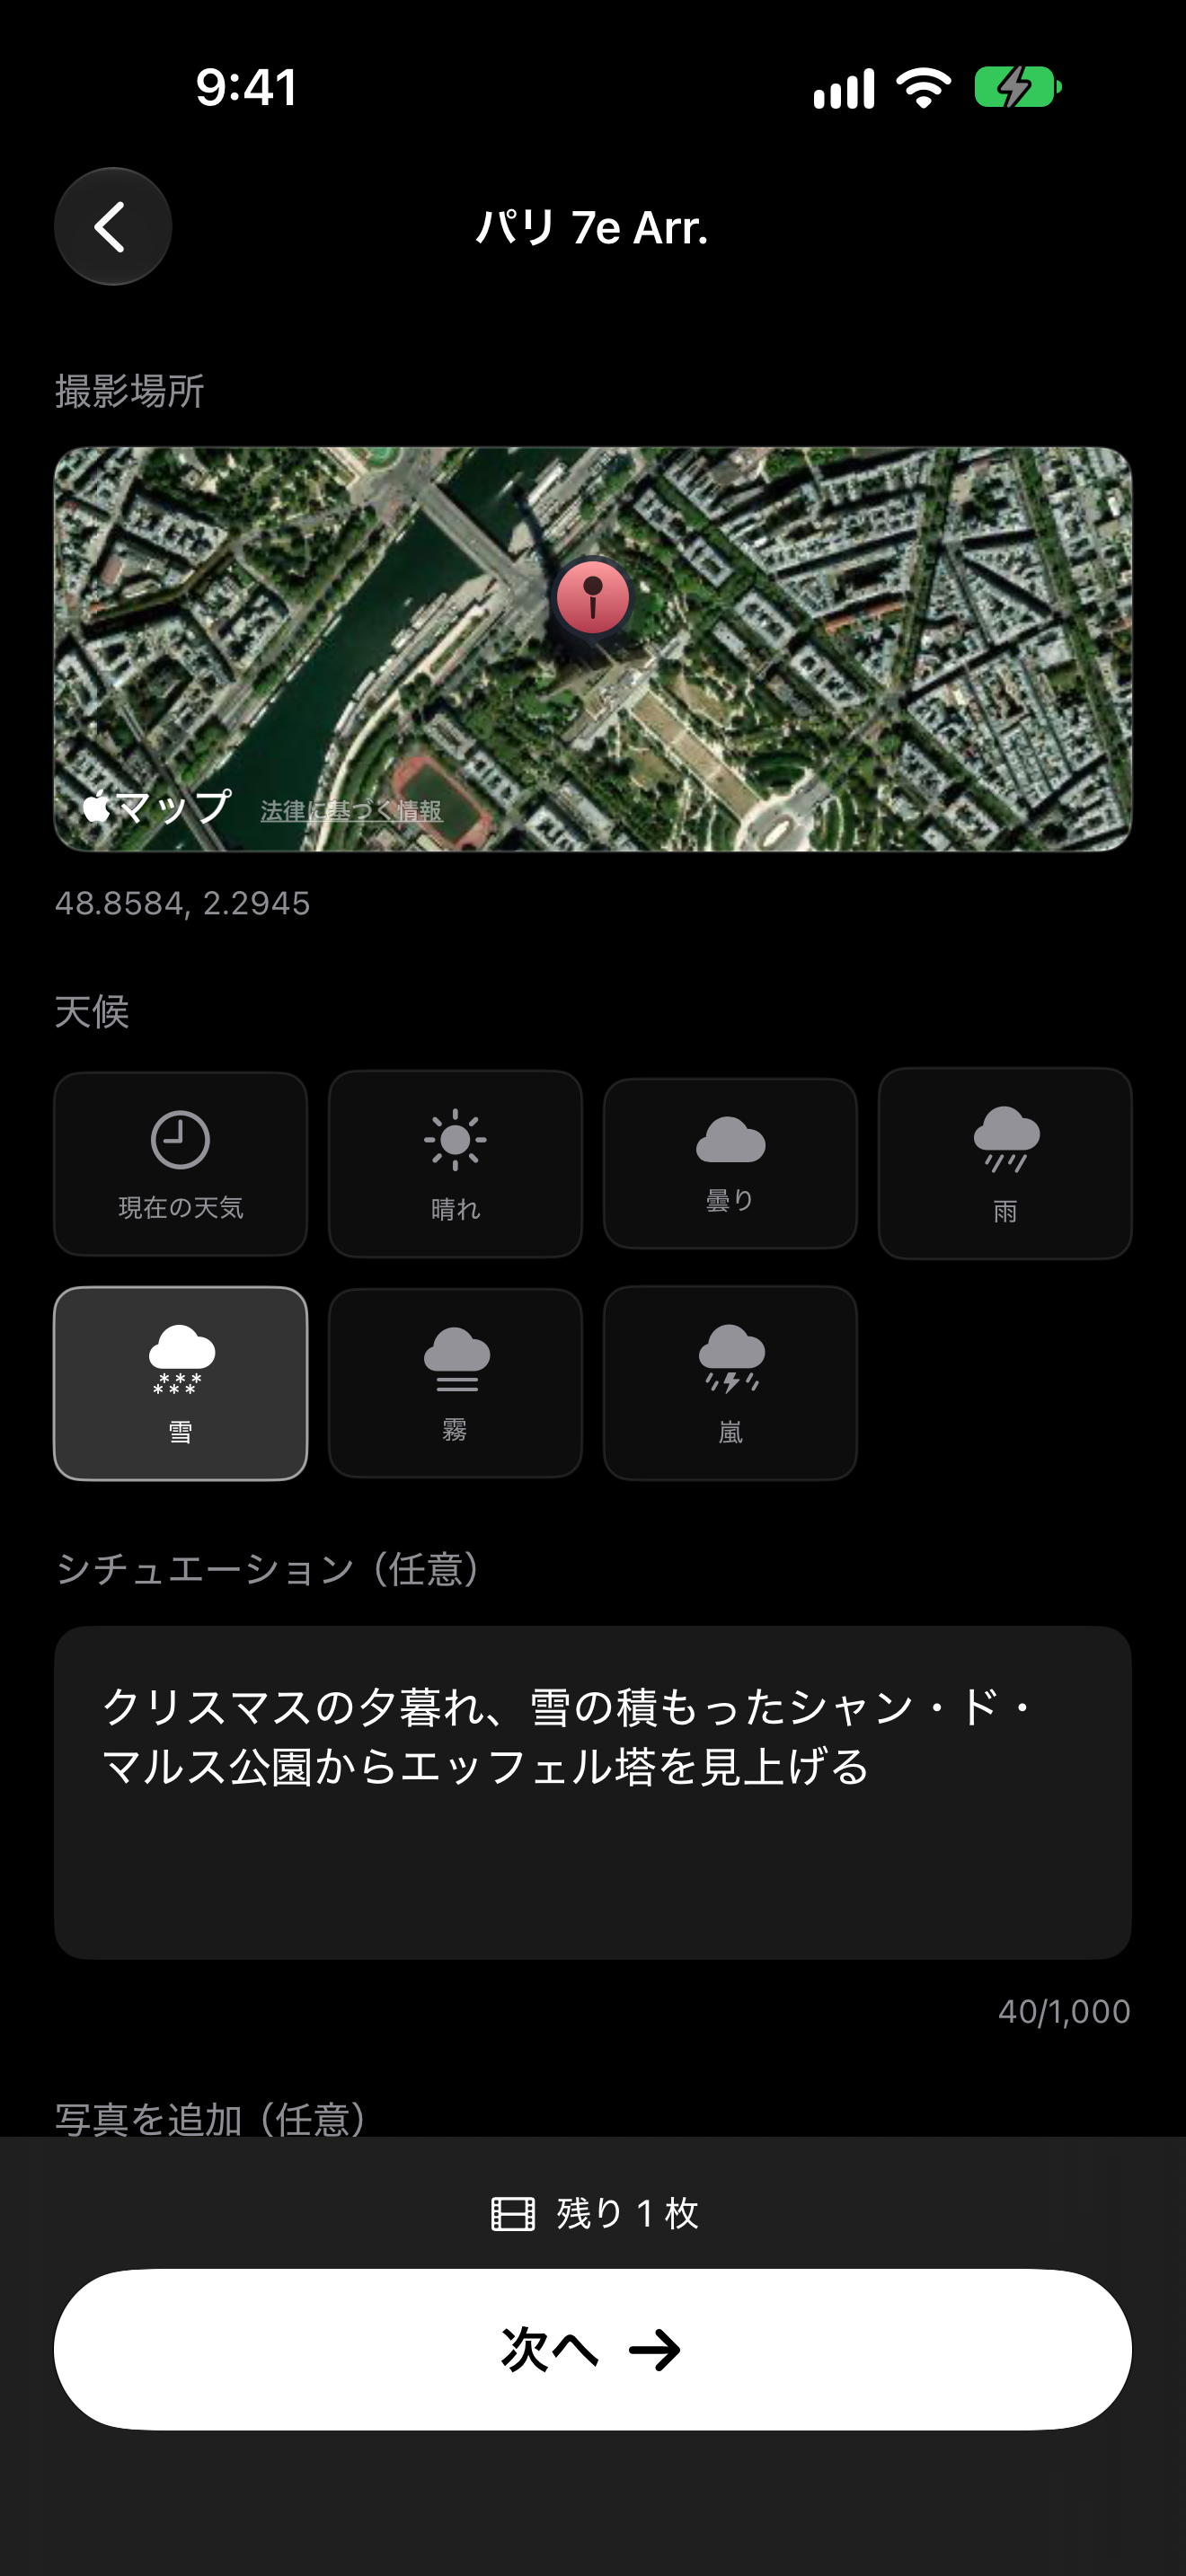 9:41
パリ 7e Arr.
撮影場所
マップ 法律に基づく情報
48.8584, 2.2945
天候
現在の天気
晴れ
曇り
雨
雪
霧
嵐
シチュエーション（任意）
クリスマスの夕暮れ、雪の積もったシャン・ド・
マルス公園からエッフェル塔を見上げる
40/1,000
写真を追加（任意）
残り 1 枚
次へ →